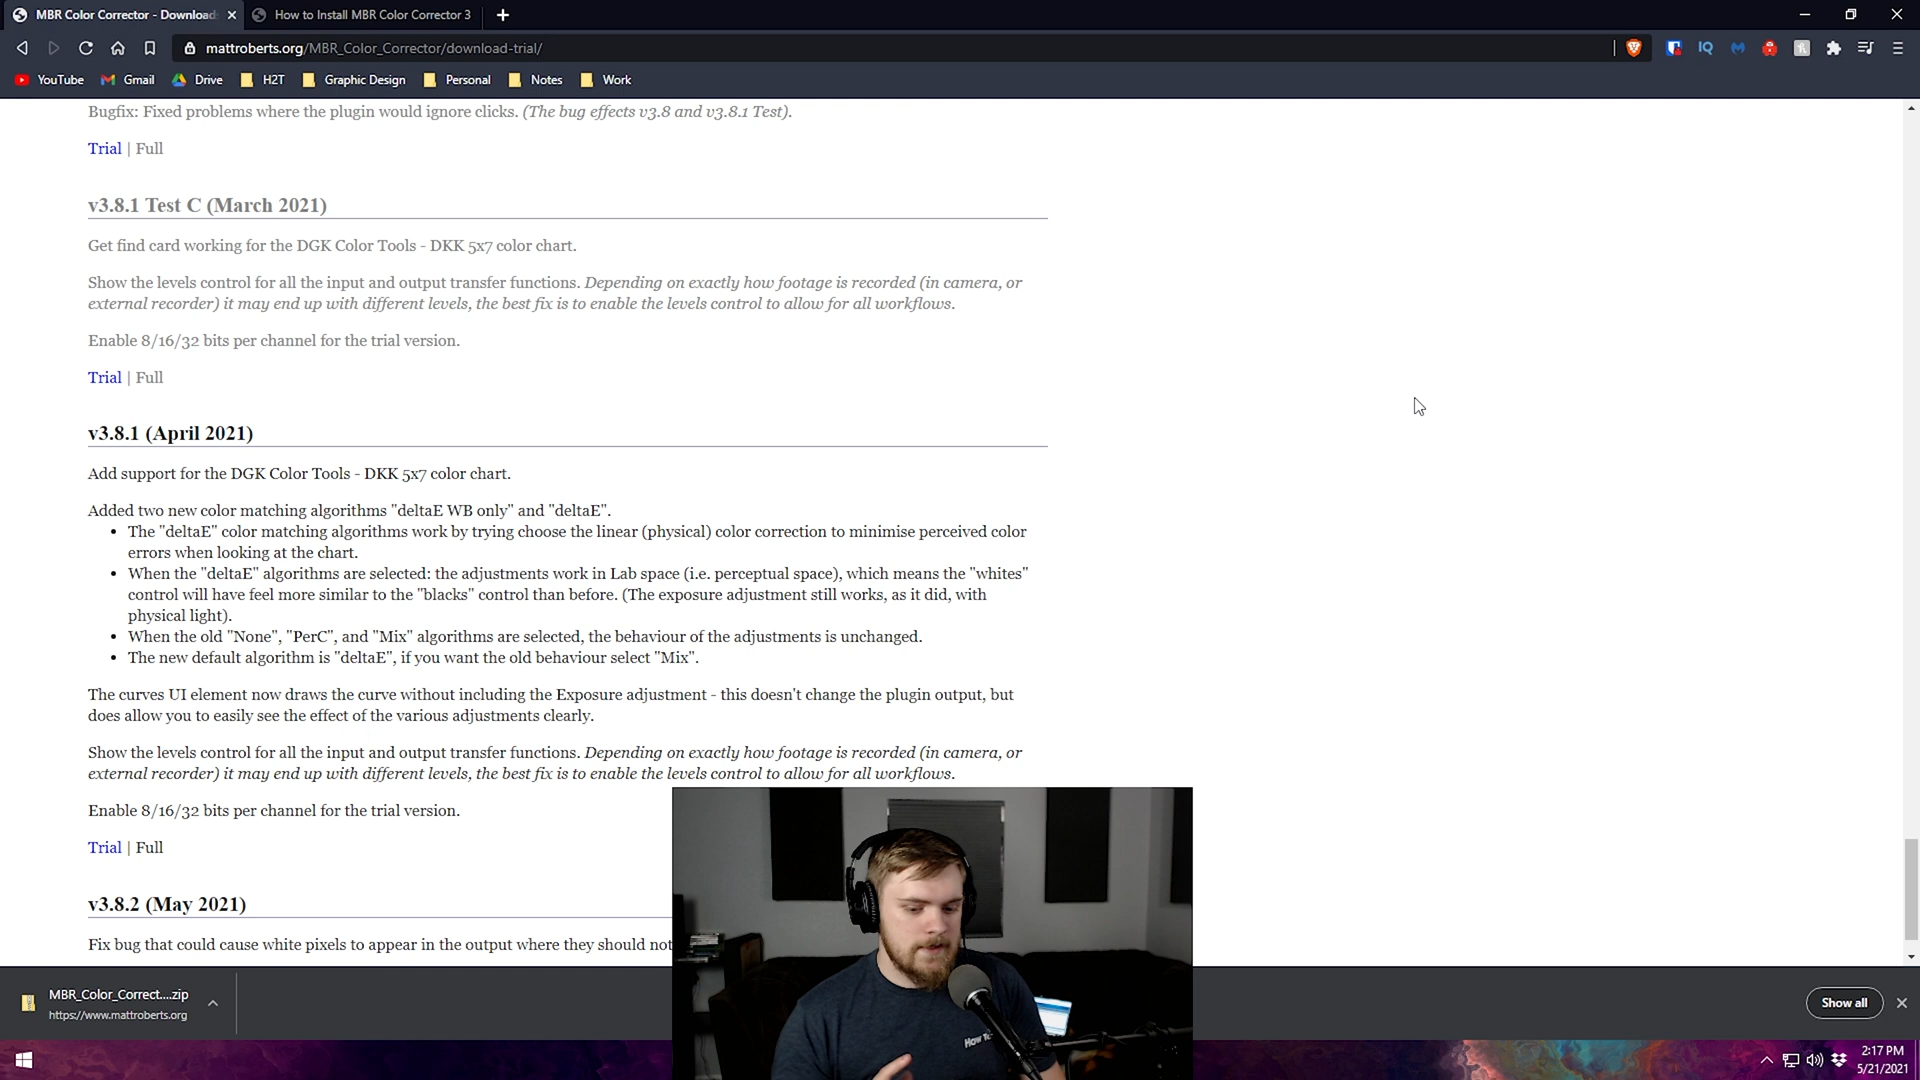 MBR Color Corrector - Download
How to Install MBR Color Corrector 3
mattroberts.org/MBR_Color_Corrector/download-trial/
YouTube
Gmail
Drive
H2T
Graphic Design
Personal
Notes
Work
Bugfix: Fixed problems where the plugin would ignore clicks. (The bug effects v3.8 and v3.8.1 Test).
Trial | Full
v3.8.1 Test C (March 2021)
Get find card working for the DGK Color Tools - DKK 5x7 color chart.
Show the levels control for all the input and output transfer functions. Depending on exactly how footage is recorded (in camera, or
external recorder) it may end up with different levels, the best fix is to enable the levels control to allow for all workflows.
Enable 8/16/32 bits per channel for the trial version.
Trial | Full
v3.8.1 (April 2021)
Add support for the DGK Color Tools - DKK 5x7 color chart.
Added two new color matching algorithms "deltaE WB only" and "deltaE".
• The "deltaE" color matching algorithms work by trying choose the linear (physical) color correction to minimise perceived color
errors when looking at the chart.
• When the "deltaE" algorithms are selected: the adjustments work in Lab space (i.e. perceptual space), which means the "whites"
control will have feel more similar to the "blacks" control than before. (The exposure adjustment still works, as it did, with
physical light).
• When the old "None", "PerC", and "Mix" algorithms are selected, the behaviour of the adjustments is unchanged.
• The new default algorithm is "deltaE", if you want the old behaviour select "Mix".
The curves UI element now draws the curve without including the Exposure adjustment - this doesn't change the plugin output, but
does allow you to easily see the effect of the various adjustments clearly.
Show the levels control for all the input and output transfer functions. Depending on exactly how footage is recorded (in camera, or
external recorder) it may end up with different levels, the best fix is to enable the levels control to allow for all workflows.
Enable 8/16/32 bits per channel for the trial version.
Trial | Full
v3.8.2 (May 2021)
Fix bug that could cause white pixels to appear in the output where they should not
How To
MBR_Color_Correct....zip
https://www.mattroberts.org
Show all
2:17 PM
5/21/2021